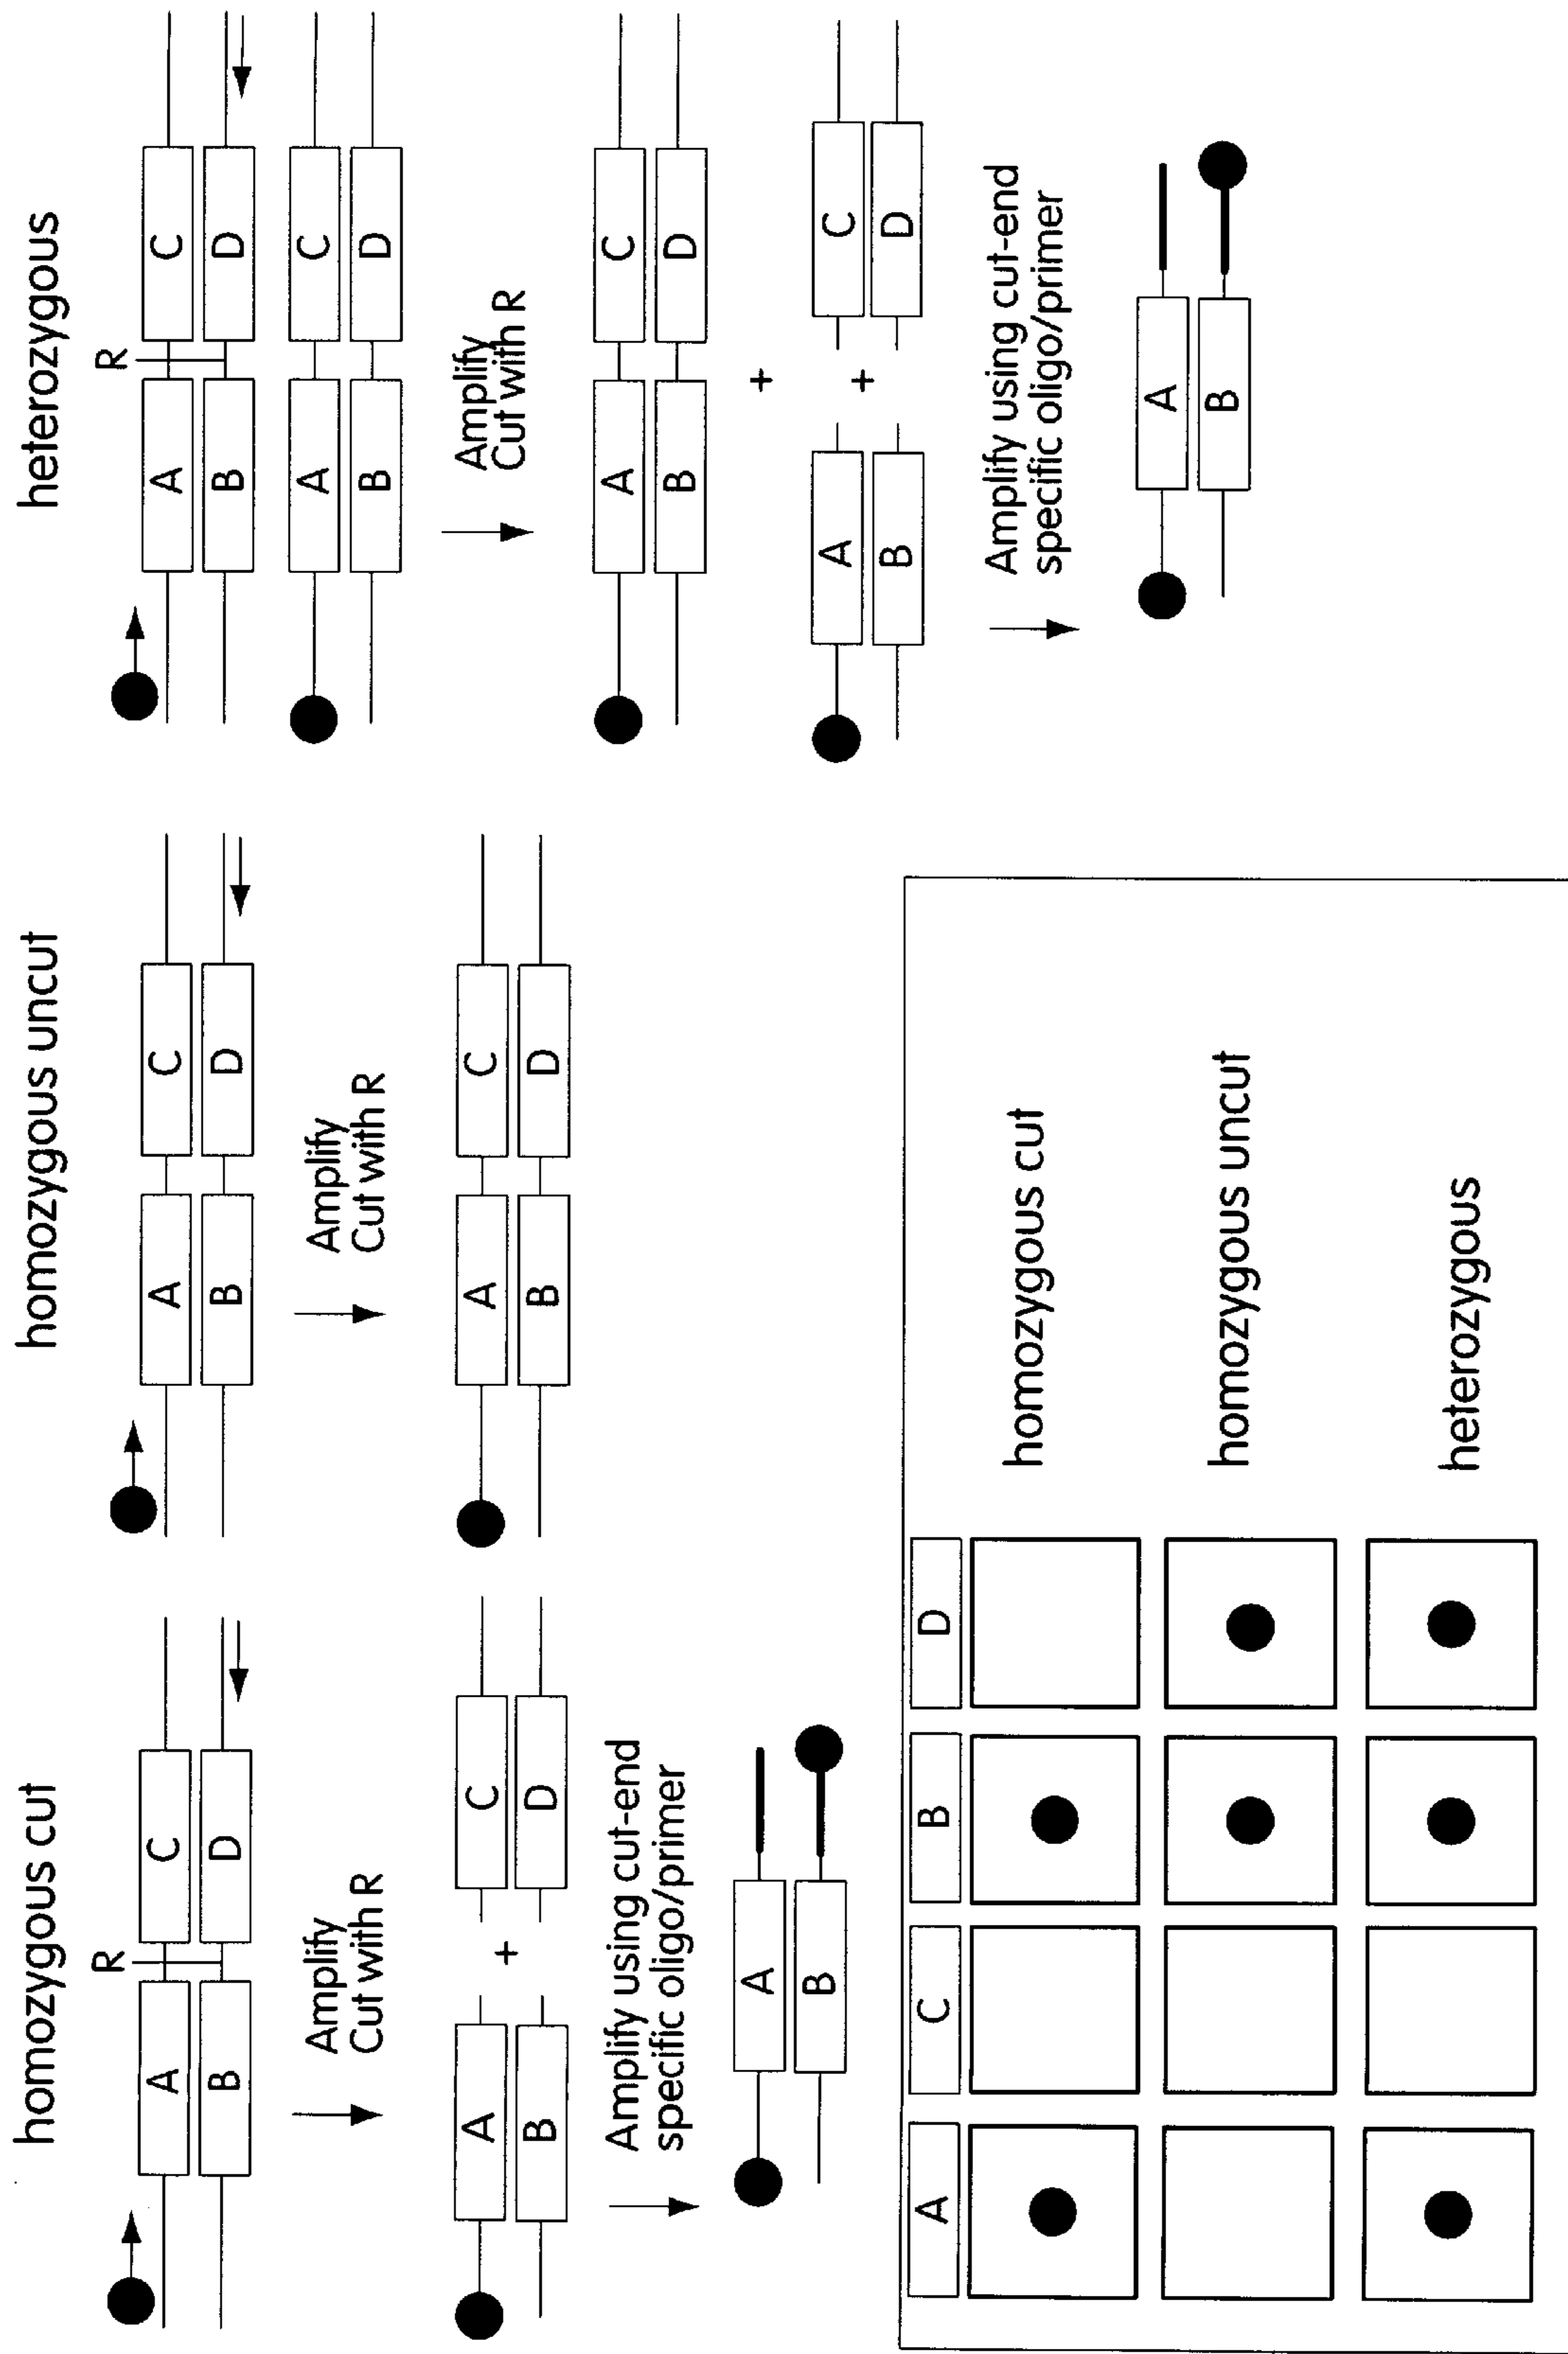 homozygous cut
R
A
C
B
D
Amplify
Cut with R
A
+
C
B
D
Amplify using cut-end
specific oligo/primer
A
B
homozygous uncut
A
C
B
D
Amplify
Cut with R
A
C
B
D
heterozygous
R
A
C
B
D
A
C
B
D
Amplify
Cut with R
A
C
B
D
+
A
+
C
B
D
Amplify using cut-end
specific oligo/primer
A
B
A
C
B
D
homozygous cut
homozygous uncut
heterozygous